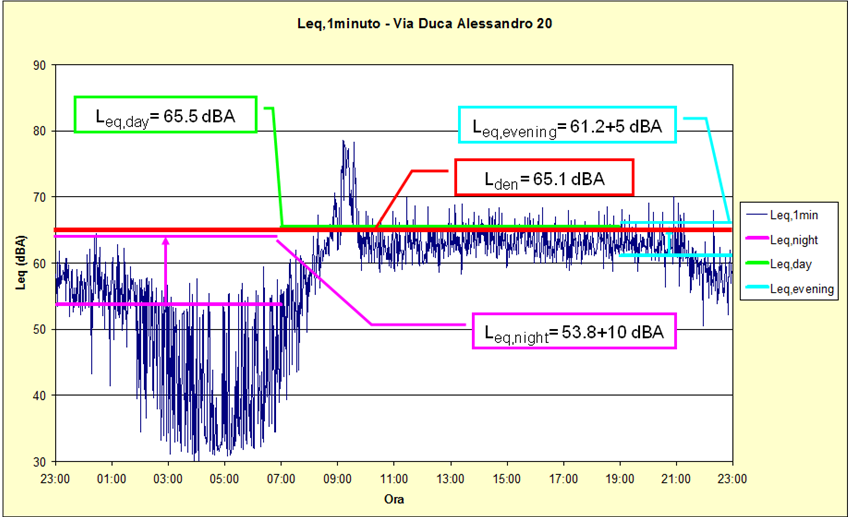 Leq,1minuto - Via Duca Alessandro 20
90
80
70
60
50
40
30
Leq (dBA)
Leq,day= 65.5 dBA
Leq,evening= 61.2+5 dBA
Lden= 65.1 dBA
Leq,night= 53.8+10 dBA
Leq,1min
Leq,night
Leq,day
Leq,evening
23:00 01:00 03:00 05:00 07:00 09:00 11:00 13:00 15:00 17:00 19:00 21:00 23:00
Ora